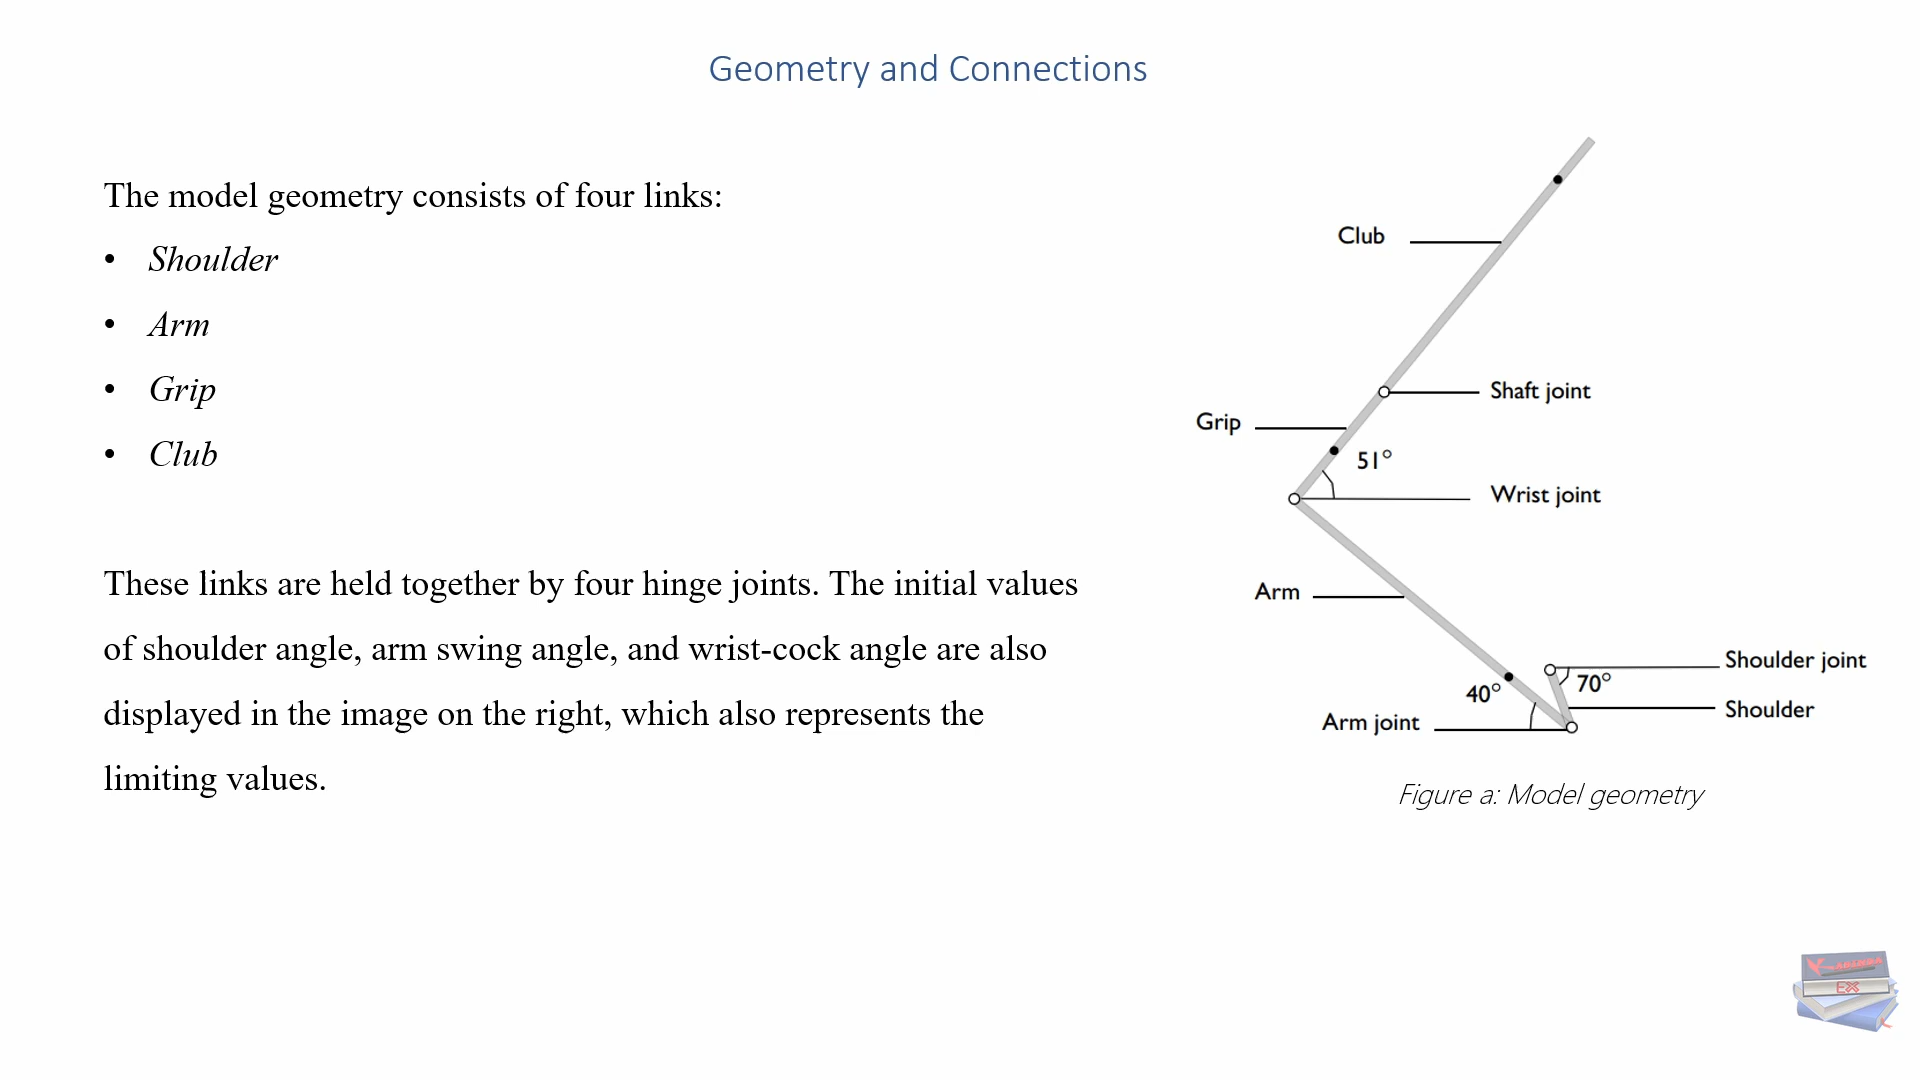 Geometry and Connections
The model geometry consists of four links:
• Shoulder
• Arm
• Grip
• Club
These links are held together by four hinge joints. The initial values
of shoulder angle, arm swing angle, and wrist-cock angle are also
displayed in the image on the right, which also represents the
limiting values.
Club
Shaft joint
Grip
51°
Wrist joint
Arm
Shoulder joint
70°
40°
Shoulder
Arm joint
Figure a: Model geometry
EX